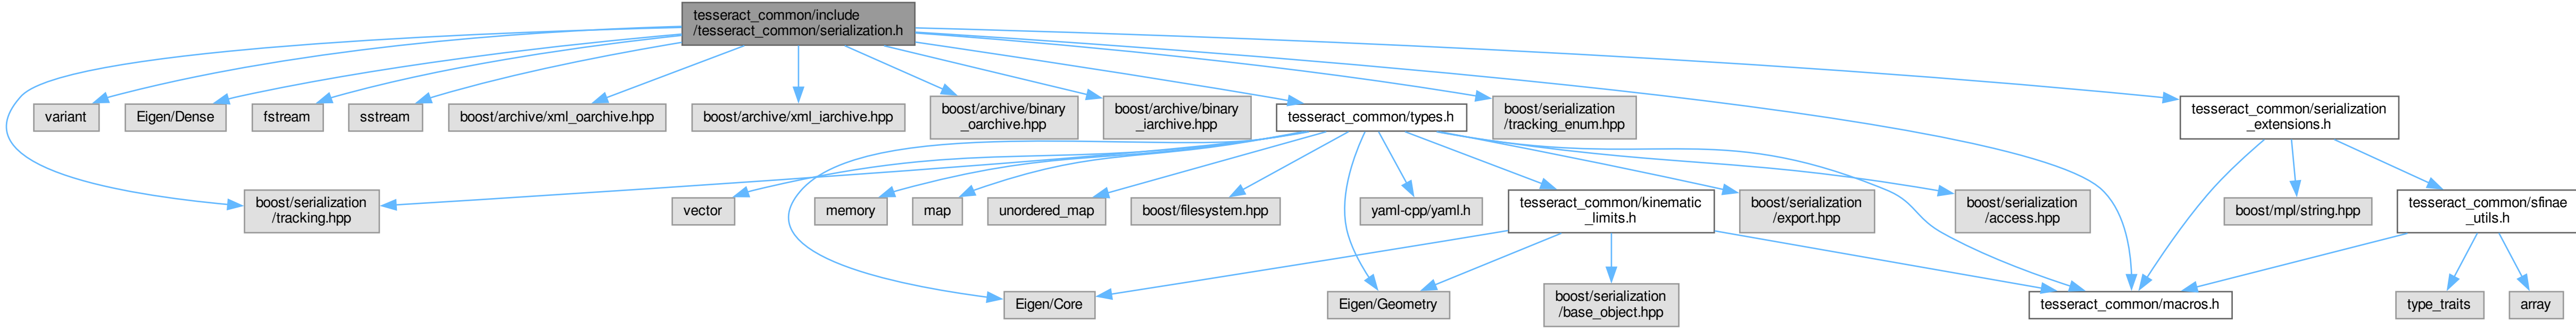 tesseract_common/include
/tesseract_common/serialization.h
variant
Eigen/Dense
fstream
sstream
boost/archive/xml_oarchive.hpp
boost/archive/xml_iarchive.hpp
boost/archive/binary
_oarchive.hpp
boost/archive/binary
_iarchive.hpp
tesseract_common/types.h
boost/serialization
/tracking_enum.hpp
tesseract_common/serialization
_extensions.h
boost/serialization
/tracking.hpp
vector
memory
map
unordered_map
boost/filesystem.hpp
yaml-cpp/yaml.h
tesseract_common/kinematic
_limits.h
boost/serialization
/export.hpp
boost/serialization
/access.hpp
boost/mpl/string.hpp
tesseract_common/sfinae
_utils.h
Eigen/Core
Eigen/Geometry
boost/serialization
/base_object.hpp
tesseract_common/macros.h
type_traits
array